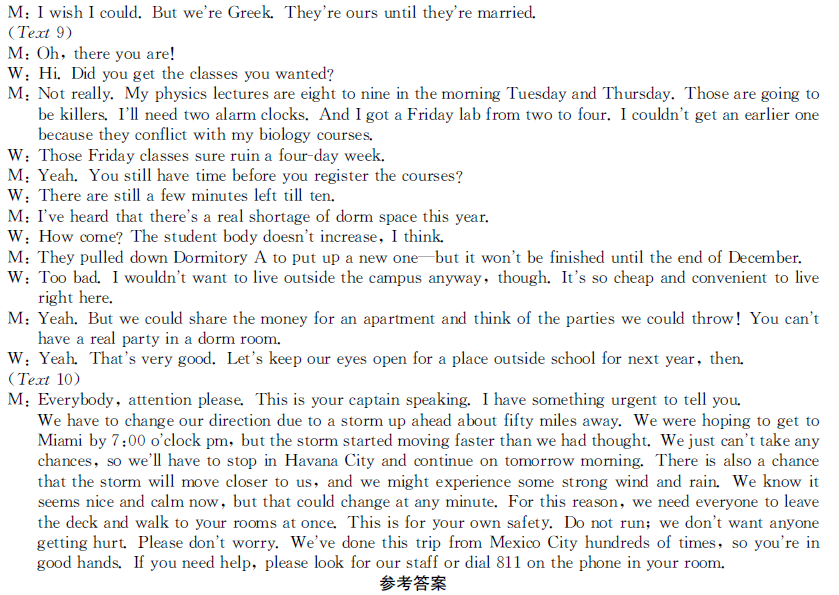 M: I wish I could. But we're Greek. They're ours until they're married.
(Text 9)
M: Oh, there you are!
W: Hi. Did you get the classes you wanted?
M: Not really. My physics lectures are eight to nine in the morning Tuesday and Thursday. Those are going to
be killers. I'll need two alarm clocks. And I got a Friday lab from two to four. I couldn't get an earlier one
because they conflict with my biology courses.
W: Those Friday classes sure ruin a four-day week.
M: Yeah. You still have time before you register the courses?
W: There are still a few minutes left till ten.
M: I've heard that there's a real shortage of dorm space this year.
W: How come? The student body doesn't increase, I think.
M: They pulled down Dormitory A to put up a new one—but it won't be finished until the end of December.
W: Too bad. I wouldn't want to live outside the campus anyway, though. It's so cheap and convenient to live
right here.
M: Yeah. But we could share the money for an apartment and think of the parties we could throw! You can't
have a real party in a dorm room.
W: Yeah. That's very good. Let's keep our eyes open for a place outside school for next year, then.
(Text 10)
M: Everybody, attention please. This is your captain speaking. I have something urgent to tell you.
We have to change our direction due to a storm up ahead about fifty miles away. We were hoping to get to
Miami by 7:00 o'clock pm, but the storm started moving faster than we had thought. We just can't take any
chances, so we'll have to stop in Havana City and continue on tomorrow morning. There is also a chance
that the storm will move closer to us, and we might experience some strong wind and rain. We know it
seems nice and calm now, but that could change at any minute. For this reason, we need everyone to leave
the deck and walk to your rooms at once. This is for your own safety. Do not run; we don't want anyone
getting hurt. Please don't worry. We've done this trip from Mexico City hundreds of times, so you're in
good hands. If you need help, please look for our staff or dial 811 on the phone in your room.
参考答案